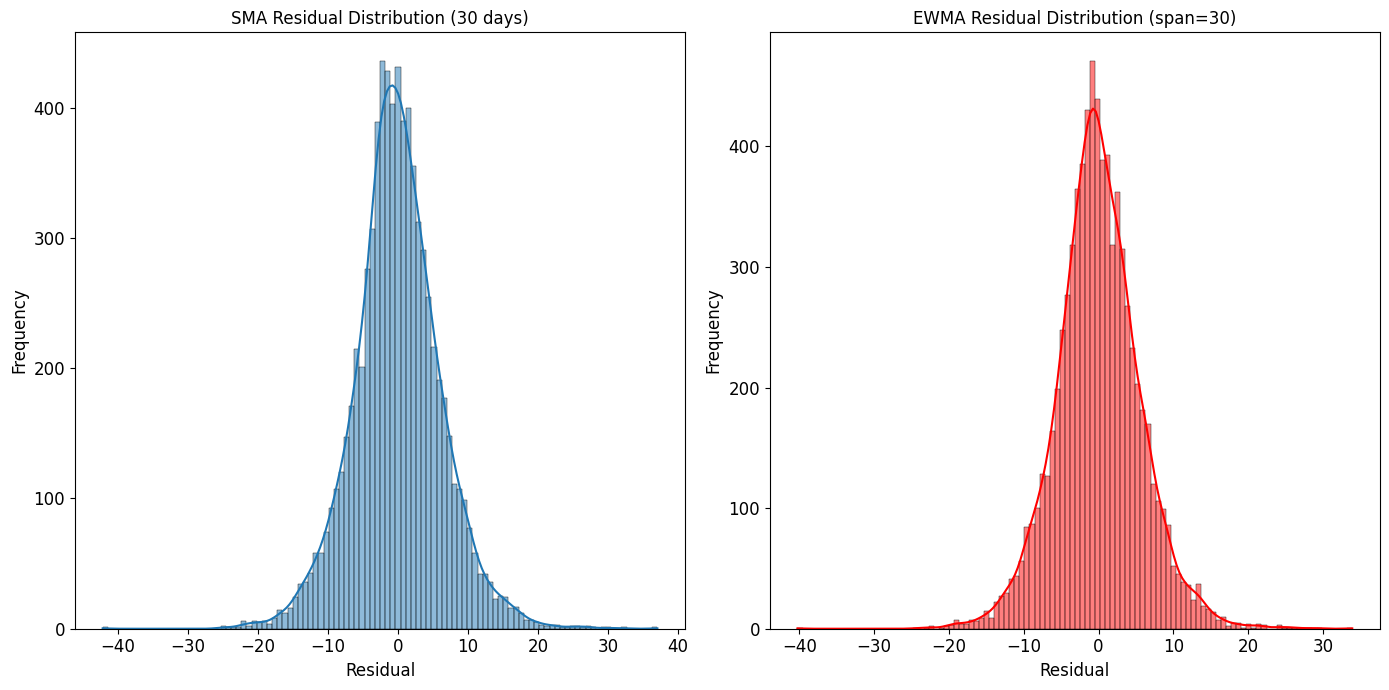 SMA Residual Distribution (30 days)
Frequency
400
300
200
100
0
−40 −30 −20 −10 0 10 20 30 40
Residual
EWMA Residual Distribution (span=30)
Frequency
400
300
200
100
0
−40 −30 −20 −10 0 10 20 30
Residual